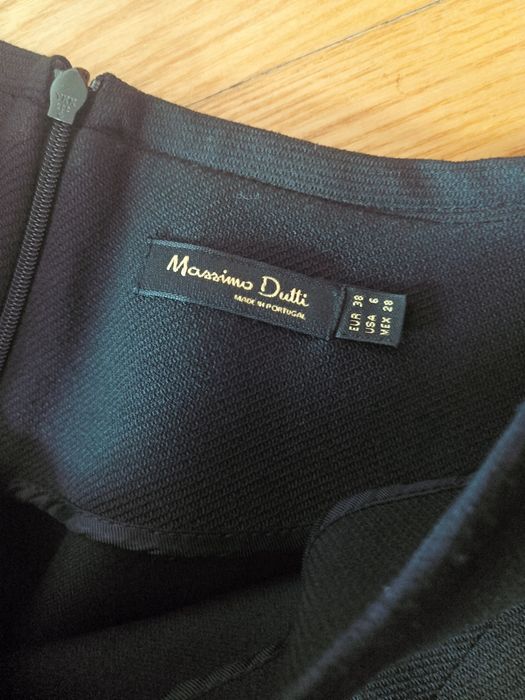 Massimo Dutti
MADE IN PORTUGAL
EUR 38
USA 6
MEX 28